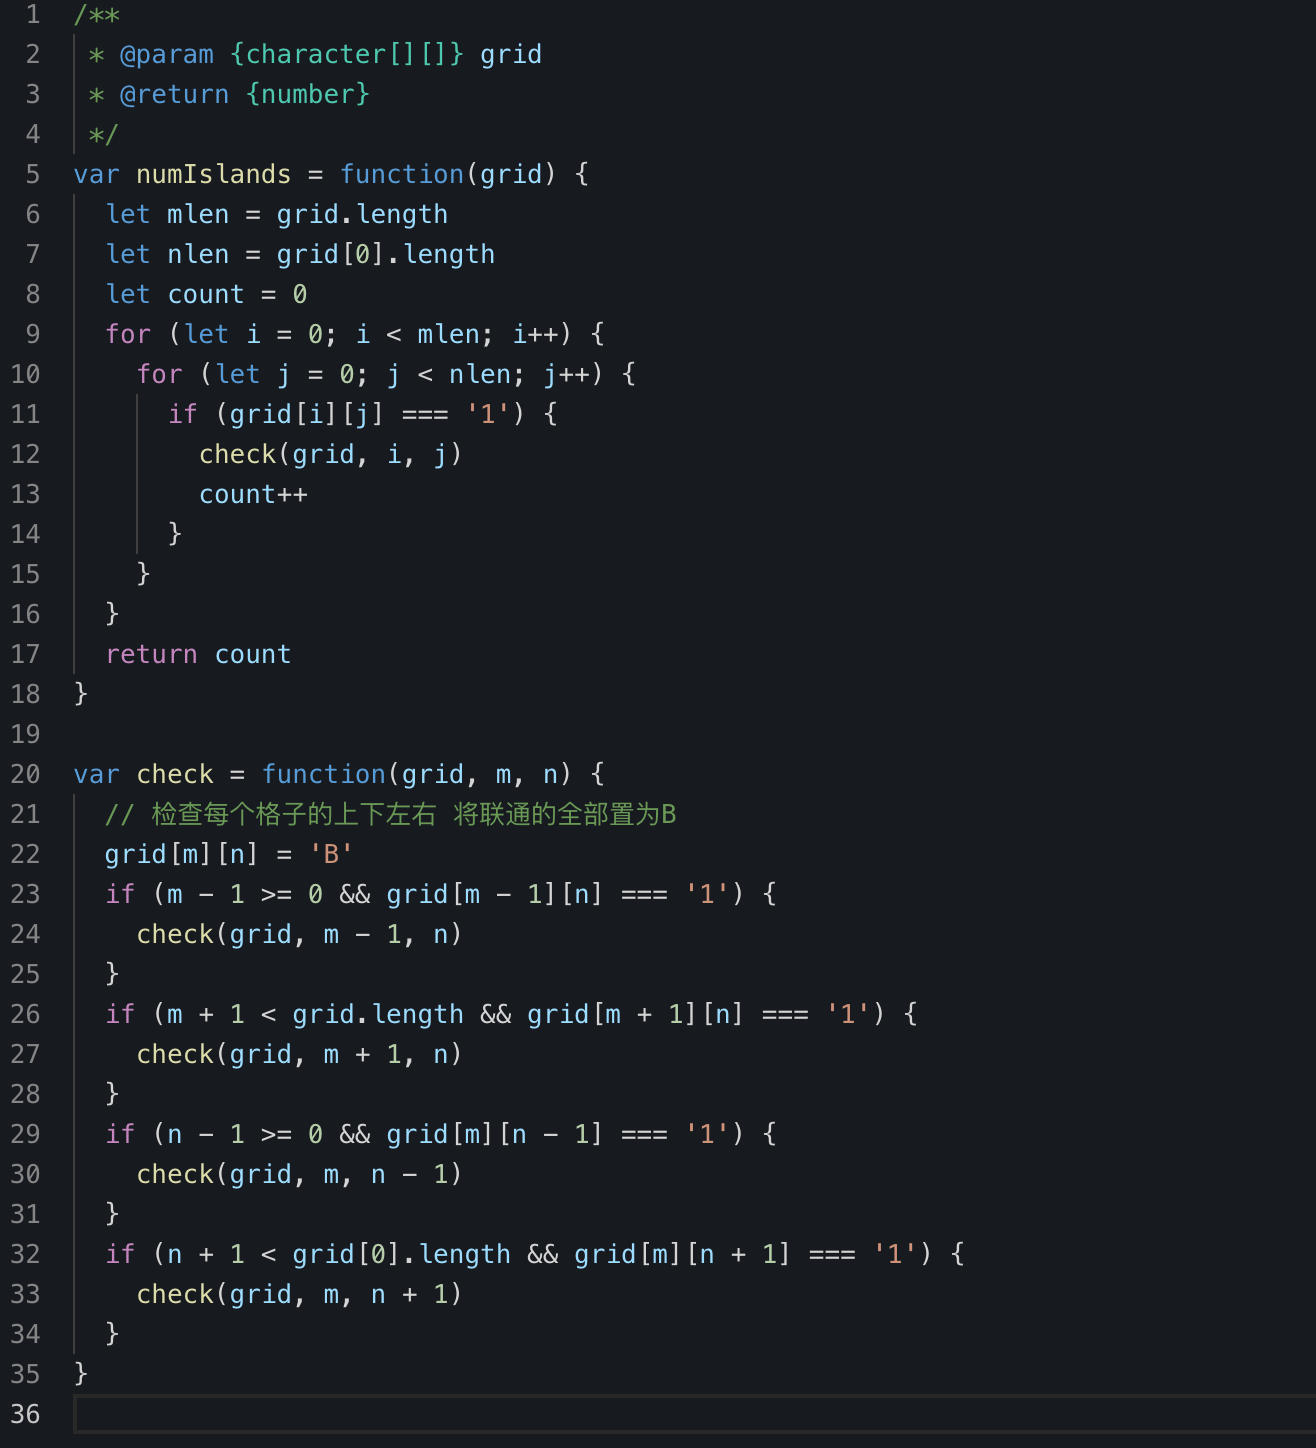 1 /**
2  * @param {character[][]} grid
3  * @return {number}
4  */
5 var numIslands = function(grid) {
6   let mlen = grid.length
7   let nlen = grid[0].length
8   let count = 0
9   for (let i = 0; i < mlen; i++) {
10     for (let j = 0; j < nlen; j++) {
11       if (grid[i][j] === '1') {
12         check(grid, i, j)
13         count++
14       }
15     }
16   }
17   return count
18 }
19
20 var check = function(grid, m, n) {
21   // 检查每个格子的上下左右 将联通的全部置为B
22   grid[m][n] = 'B'
23   if (m - 1 >= 0 && grid[m - 1][n] === '1') {
24     check(grid, m - 1, n)
25   }
26   if (m + 1 < grid.length && grid[m + 1][n] === '1') {
27     check(grid, m + 1, n)
28   }
29   if (n - 1 >= 0 && grid[m][n - 1] === '1') {
30     check(grid, m, n - 1)
31   }
32   if (n + 1 < grid[0].length && grid[m][n + 1] === '1') {
33     check(grid, m, n + 1)
34   }
35 }
36